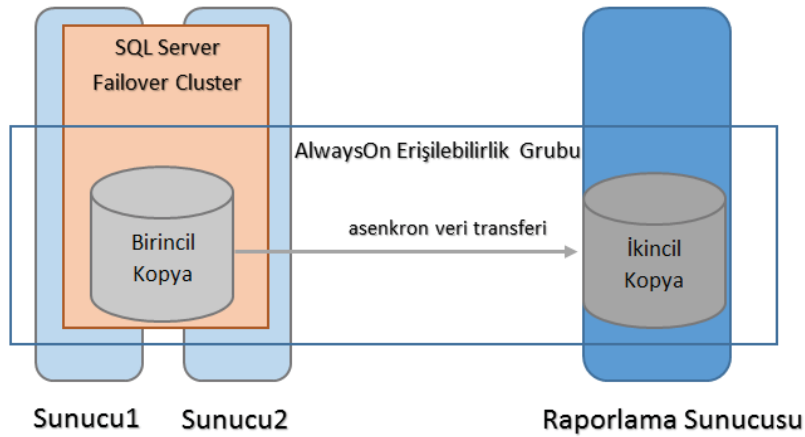 SQL Server
Failover Cluster
AlwaysOn Erişilebilirlik Grubu
asenkron veri transferi
Birincil
Kopya
İkincil
Kopya
Sunucu1
Sunucu2
Raporlama Sunucusu